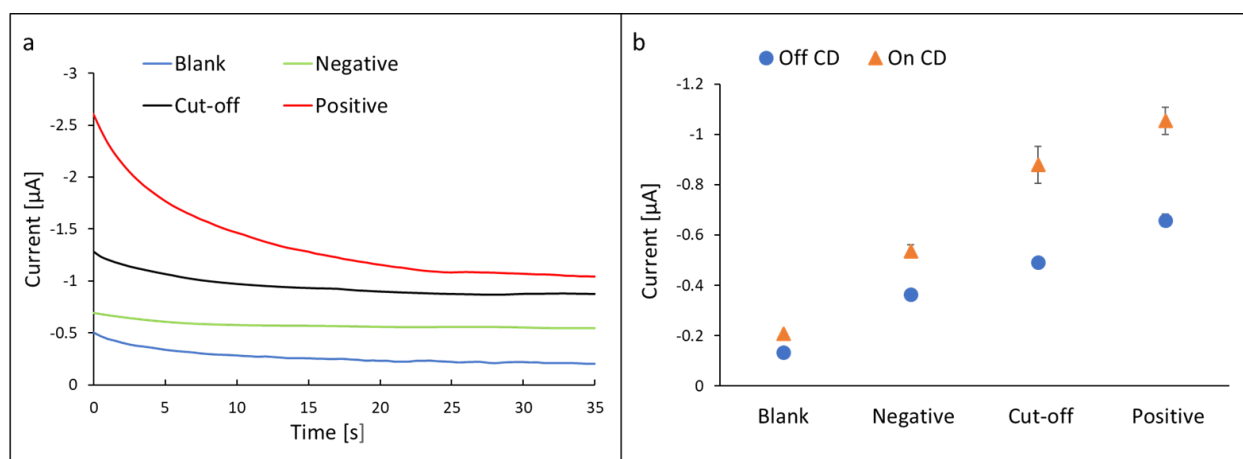 a
Blank
Negative
Cut-off
Positive
-3
-2.5
-2
-1.5
-1
-0.5
0
Current [µA]
0 5 10 15 20 25 30 35
Time [s]
b
Off CD
On CD
-1.2
-1
-0.8
-0.6
-0.4
-0.2
0
Current [µA]
Blank Negative Cut-off Positive